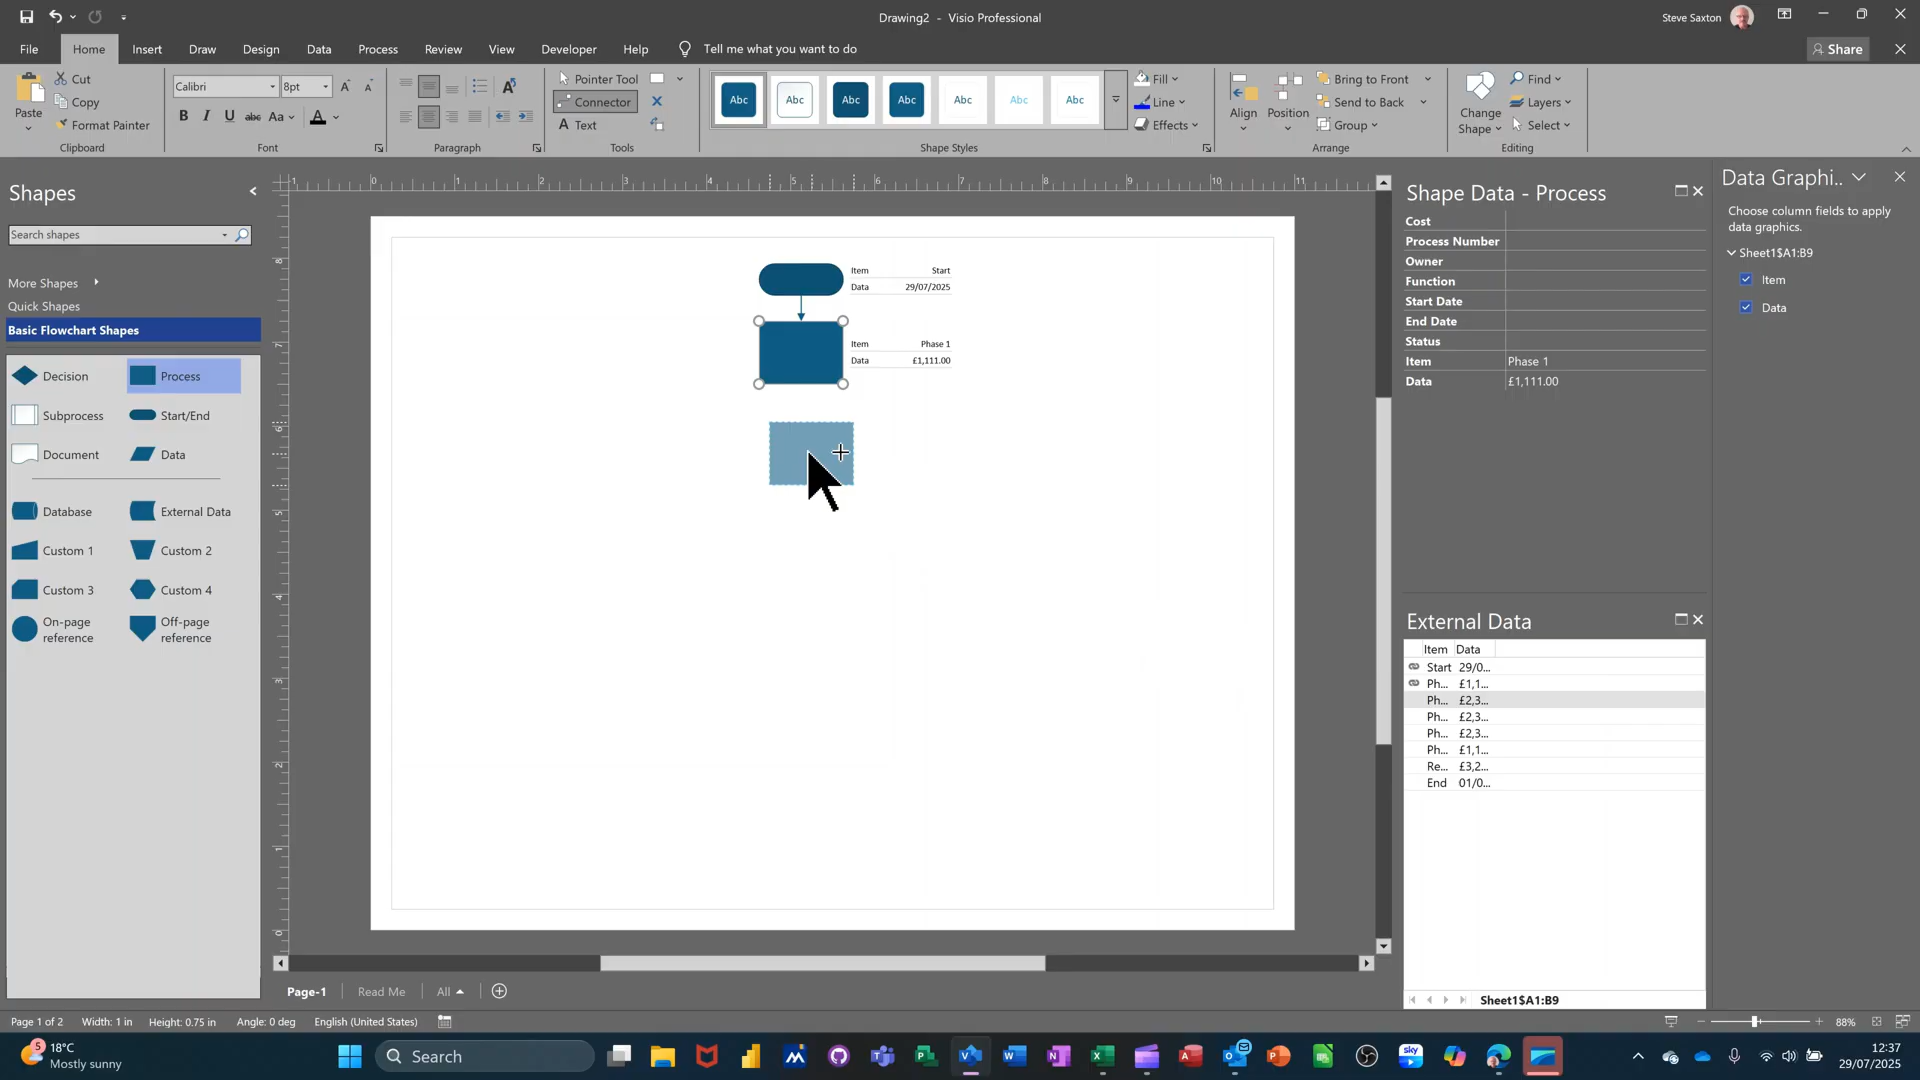 Drawing2 - Visio Professional
Steve Saxton
File Home Insert Draw Design Data Process Review View Developer Help Tell me what you want to do
Share
Paste
Cut
Copy
Format Painter
Clipboard
Calibri 8pt
Font
Paragraph
Pointer Tool
Connector
Text
Tools
Abc Abc Abc Abc Abc Abc Abc
Shape Styles
Fill
Line
Effects
Align
Position
Bring to Front
Send to Back
Group
Arrange
Change Shape
Find
Layers
Select
Editing
Shapes
Search shapes
More Shapes
Quick Shapes
Basic Flowchart Shapes
Decision Process
Subprocess Start/End
Document Data
Database External Data
Custom 1 Custom 2
Custom 3 Custom 4
On-page reference Off-page reference
Item Start
Data 29/07/2025
Item Phase 1
Data £1,111.00
Shape Data - Process
Cost
Process Number
Owner
Function
Start Date
End Date
Status
Item Phase 1
Data £1,111.00
External Data
Item Data
Start 29/0...
Ph... £1,1...
Ph... £2,3...
Ph... £2,3...
Ph... £2,3...
Ph... £1,1...
Re... £3,2...
End 01/0...
Sheet1$A1:B9
Data Graphi..
Choose column fields to apply
data graphics.
Sheet1$A1:B9
Item
Data
Page-1 Read Me All
Page 1 of 2 Width: 1 in Height: 0.75 in Angle: 0 deg English (United States)
88%
5
18°C
Mostly sunny
Search
12:37
29/07/2025